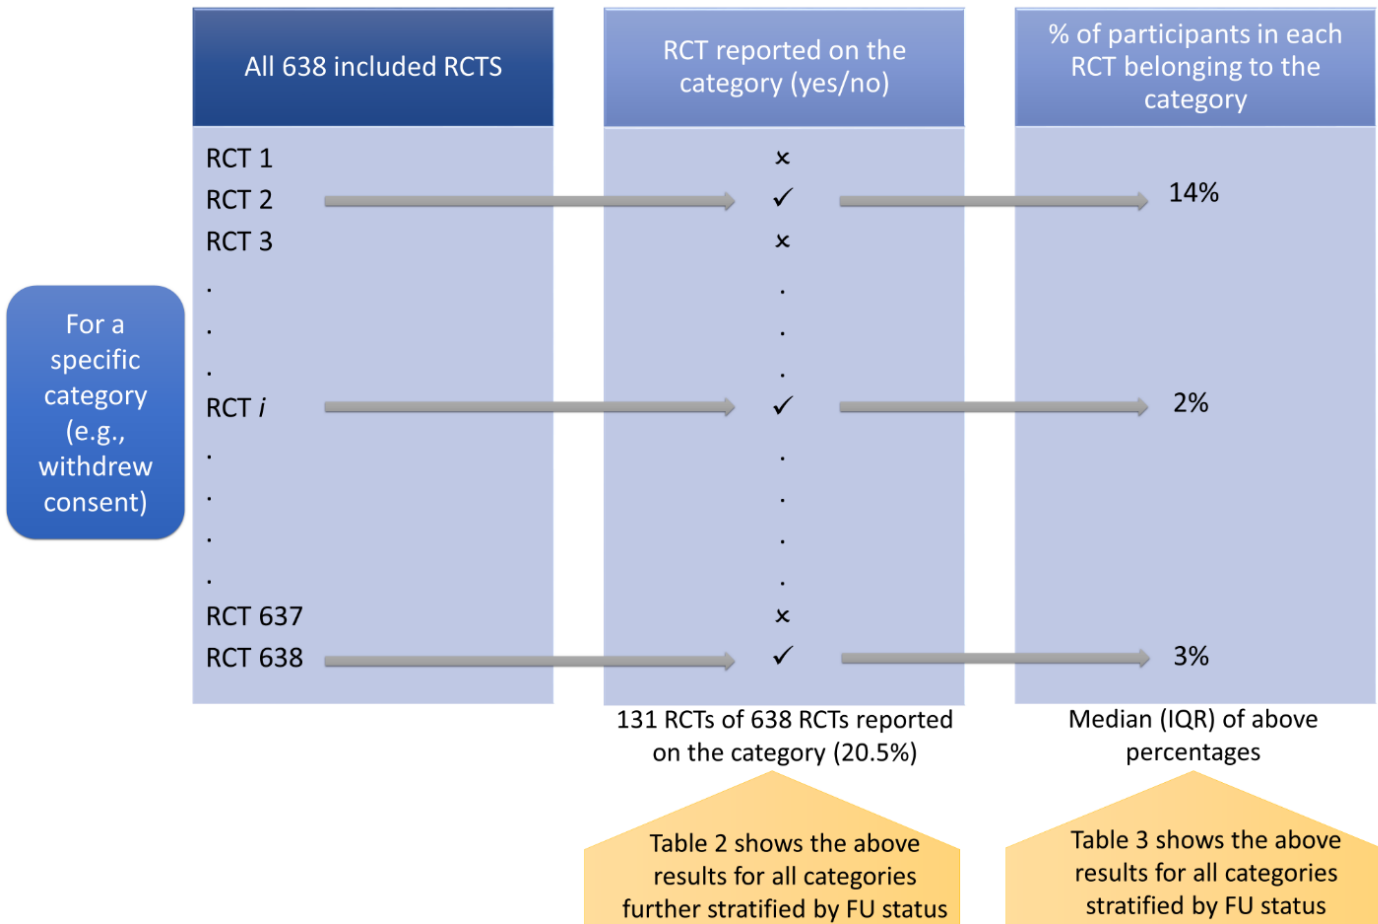 All 638 included RCTS
RCT reported on the
category (yes/no)
% of participants in each
RCT belonging to the
category
For a
specific
category
(e.g.,
withdrew
consent)
RCT 1
×
RCT 2
✓
14%
RCT 3
×
.
.
.
.
.
.
RCT i
✓
2%
.
.
.
.
.
.
.
.
RCT 637
×
RCT 638
✓
3%
131 RCTs of 638 RCTs reported
on the category (20.5%)
Median (IQR) of above
percentages
Table 2 shows the above
results for all categories
further stratified by FU status
Table 3 shows the above
results for all categories
stratified by FU status